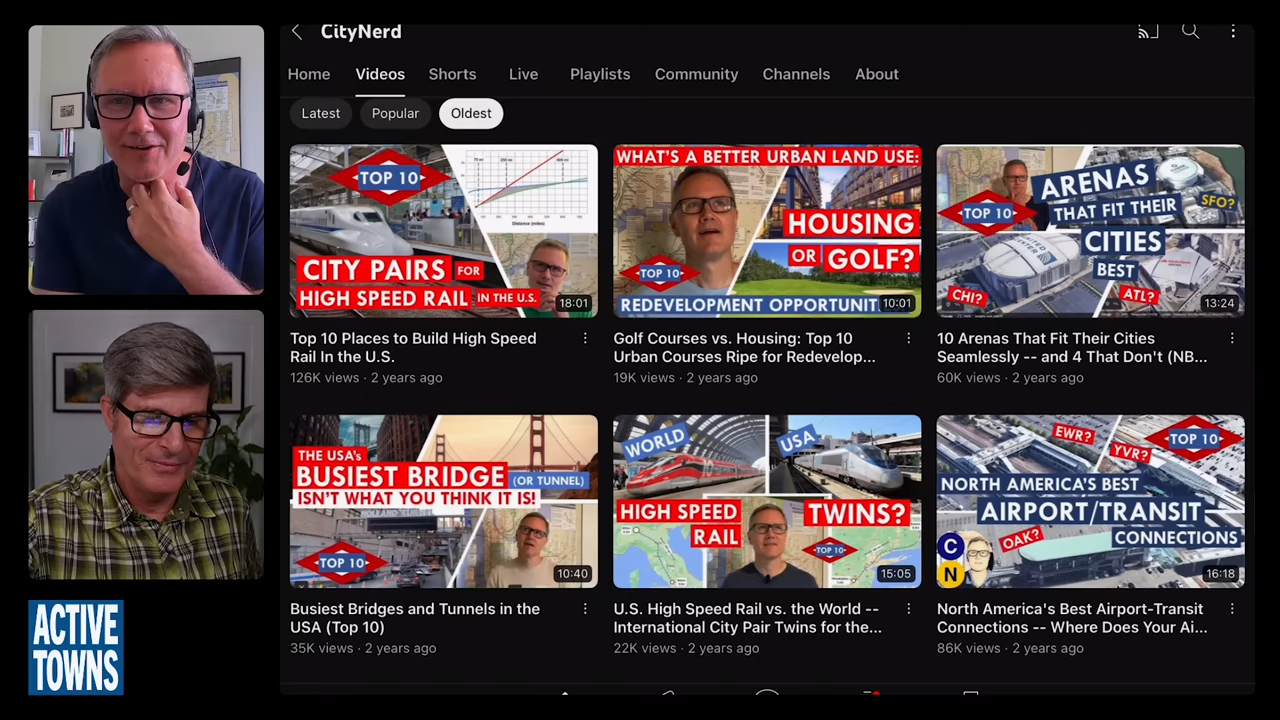 CityNerd
Home Videos Shorts Live Playlists Community Channels About
Latest Popular Oldest
TOP 10
CITY PAIRS FOR
HIGH SPEED RAIL IN THE U.S.
Distance (miles)
18:01
Top 10 Places to Build High Speed
Rail In the U.S.
126K views · 2 years ago
WHAT'S A BETTER URBAN LAND USE:
HOUSING
OR GOLF?
TOP 10
REDEVELOPMENT OPPORTUNIT
10:01
Golf Courses vs. Housing: Top 10
Urban Courses Ripe for Redevelop...
19K views · 2 years ago
TOP 10
ARENAS
THAT FIT THEIR
CITIES
BEST
SFO?
UNITED CENTER
CHI?
ATL?
13:24
10 Arenas That Fit Their Cities
Seamlessly -- and 4 That Don't (NB...
60K views · 2 years ago
THE USA's
BUSIEST BRIDGE (OR TUNNEL)
ISN'T WHAT YOU THINK IT IS!
HOLLAND TUNNEL
TOP 10
10:40
Busiest Bridges and Tunnels in the
USA (Top 10)
35K views · 2 years ago
WORLD
USA
HIGH SPEED
RAIL
TWINS?
TOP 10
15:05
U.S. High Speed Rail vs. the World --
International City Pair Twins for the...
22K views · 2 years ago
EWR?
YVR?
TOP 10
NORTH AMERICA'S BEST
AIRPORT/TRANSIT
CONNECTIONS
OAK?
C
N
16:18
North America's Best Airport-Transit
Connections -- Where Does Your Ai...
86K views · 2 years ago
ACTIVE
TOWNS